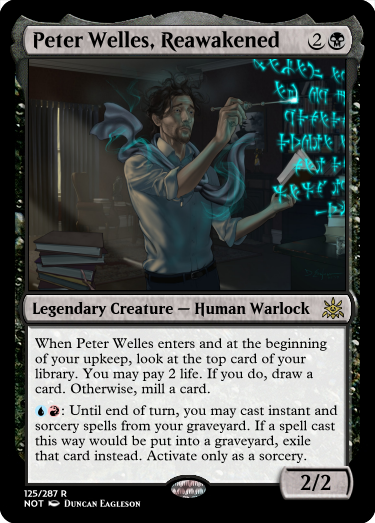 Peter Welles, Reawakened 2
Legendary Creature — Human Warlock
When Peter Welles enters and at the beginning
of your upkeep, look at the top card of your
library. You may pay 2 life. If you do, draw a
card. Otherwise, mill a card.
: Until end of turn, you may cast instant and
sorcery spells from your graveyard. If a spell cast
this way would be put into a graveyard, exile
that card instead. Activate only as a sorcery.
2/2
125/287 R
NOT Duncan Eagleson